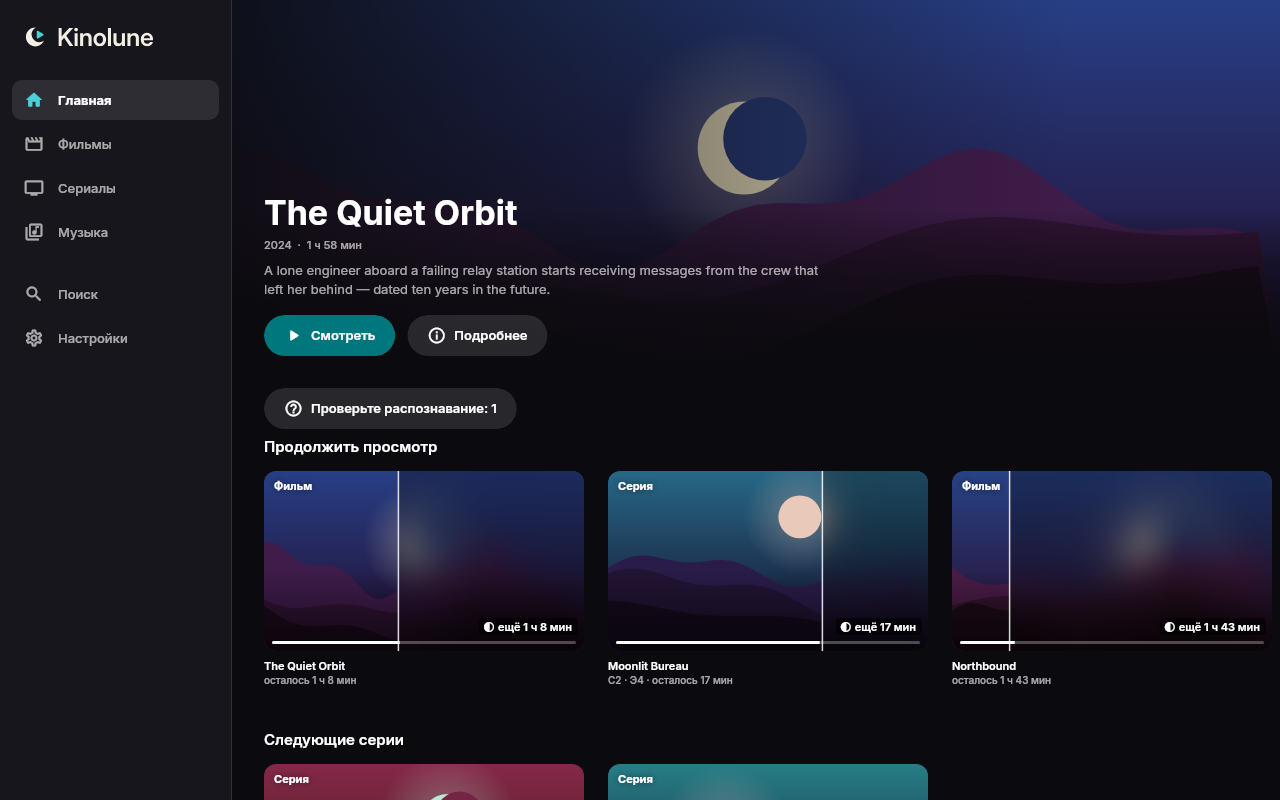 Kinolune
Главная
Фильмы
Сериалы
Музыка
Поиск
Настройки
The Quiet Orbit
2024 · 1 ч 58 мин
A lone engineer aboard a failing relay station starts receiving messages from the crew that
left her behind — dated ten years in the future.
Смотреть
Подробнее
Проверьте распознавание: 1
Продолжить просмотр
Фильм
ещё 1 ч 8 мин
The Quiet Orbit
осталось 1 ч 8 мин
Серия
ещё 17 мин
Moonlit Bureau
С2 · Э4 · осталось 17 мин
Фильм
ещё 1 ч 43 мин
Northbound
осталось 1 ч 43 мин
Следующие серии
Серия
Серия